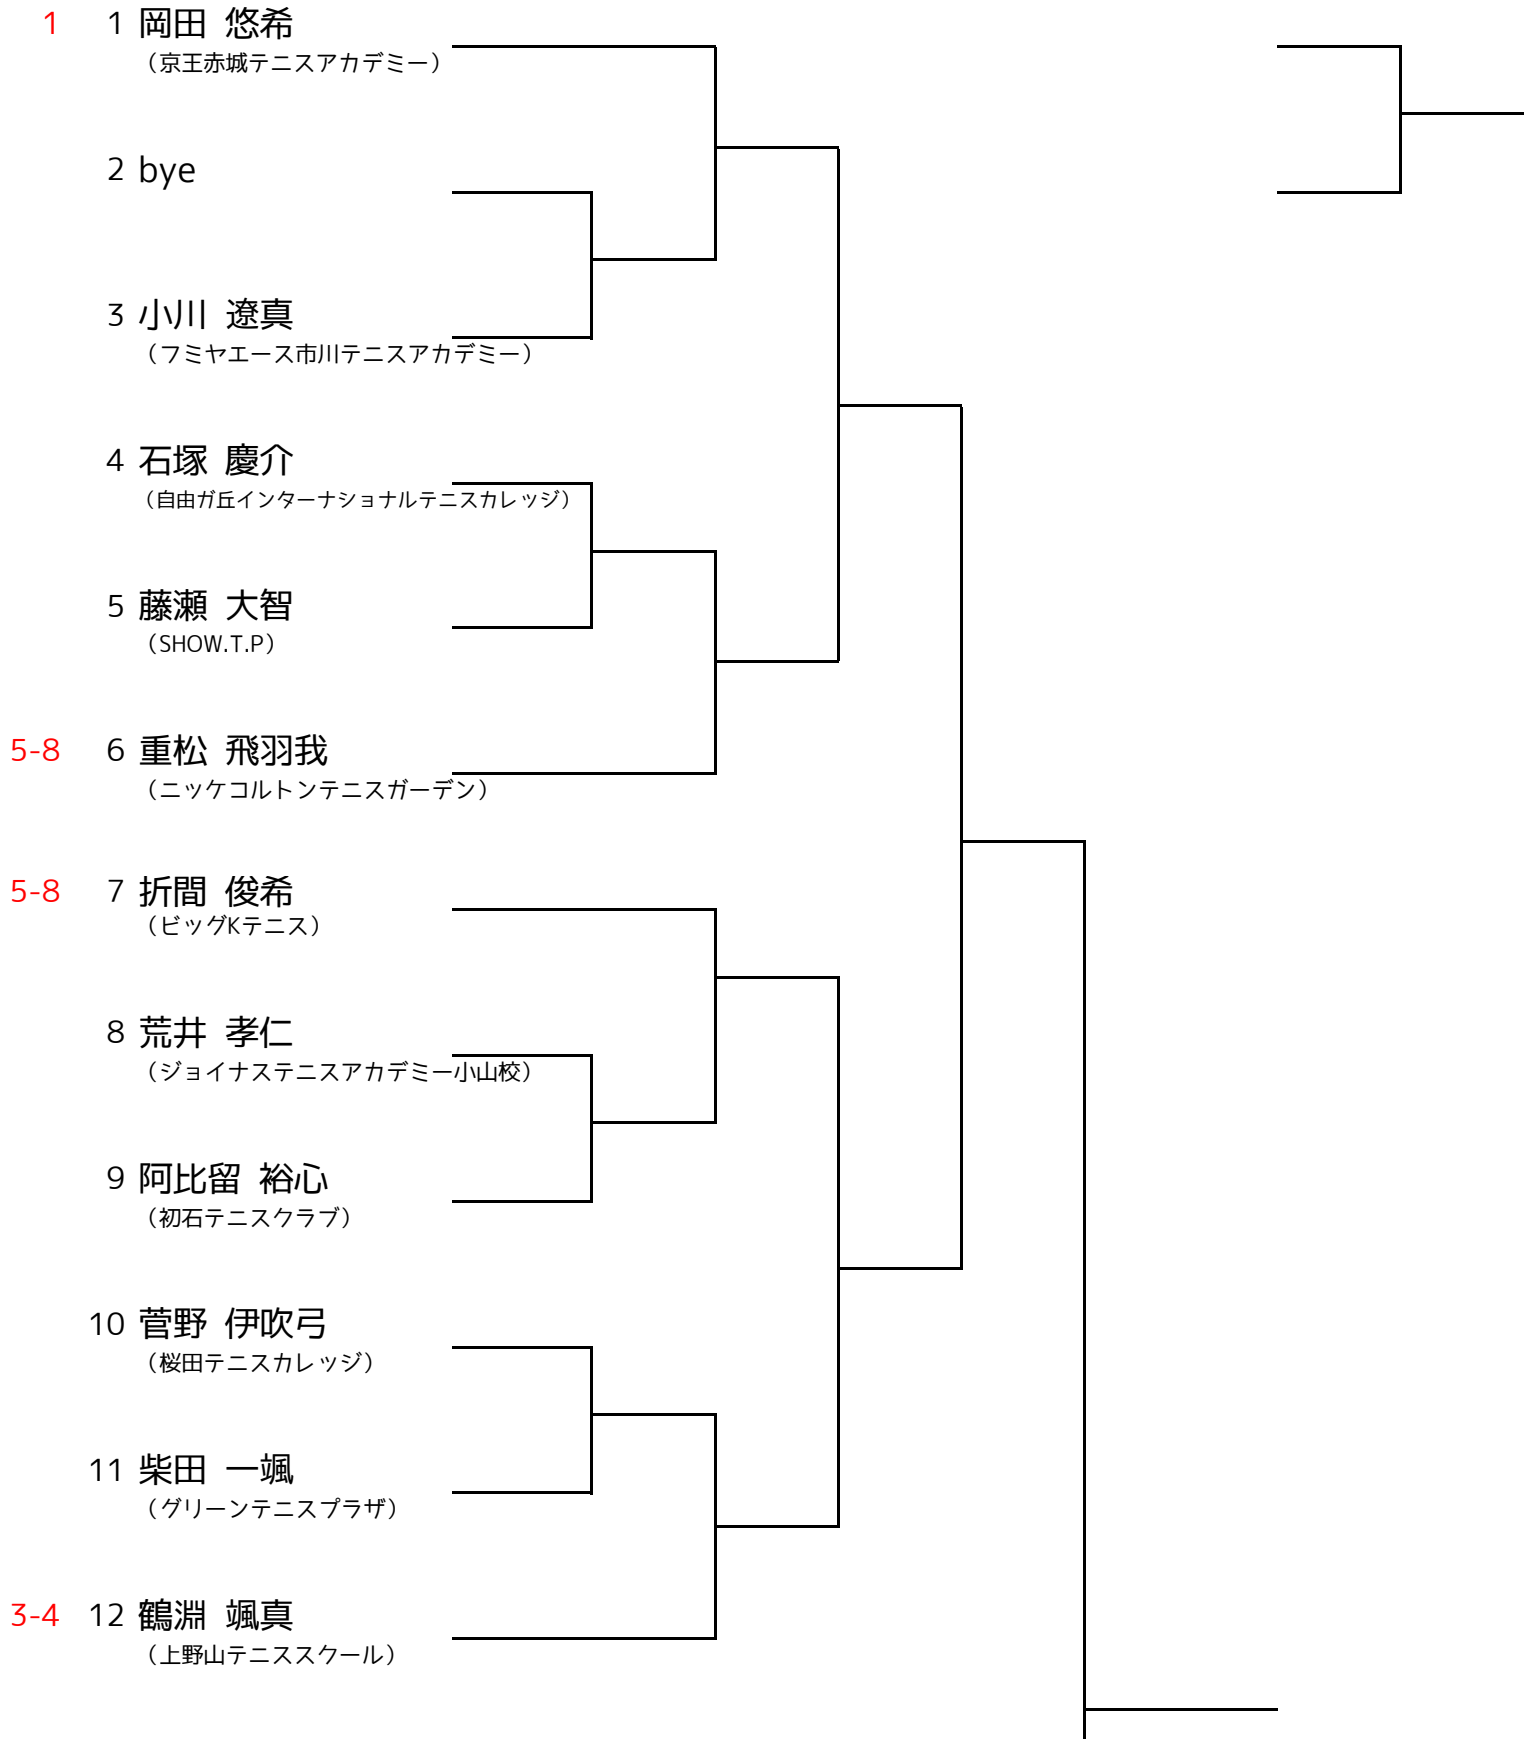 1 1 岡田 悠希
（京王赤城テニスアカデミー）
2 bye
3 小川 遼真
（フミヤエース市川テニスアカデミー）
4 石塚 慶介
（自由ガ丘インターナショナルテニスカレッジ）
5 藤瀬 大智
（SHOW.T.P）
5-8 6 重松 飛羽我
（ニッケコルトンテニスガーデン）
5-8 7 折間 俊希
（ビッグKテニス）
8 荒井 孝仁
（ジョイナステニスアカデミー小山校）
9 阿比留 裕心
（初石テニスクラブ）
10 菅野 伊吹弓
（桜田テニスカレッジ）
11 柴田 一颯
（グリーンテニスプラザ）
3-4 12 鶴淵 颯真
（上野山テニススクール）